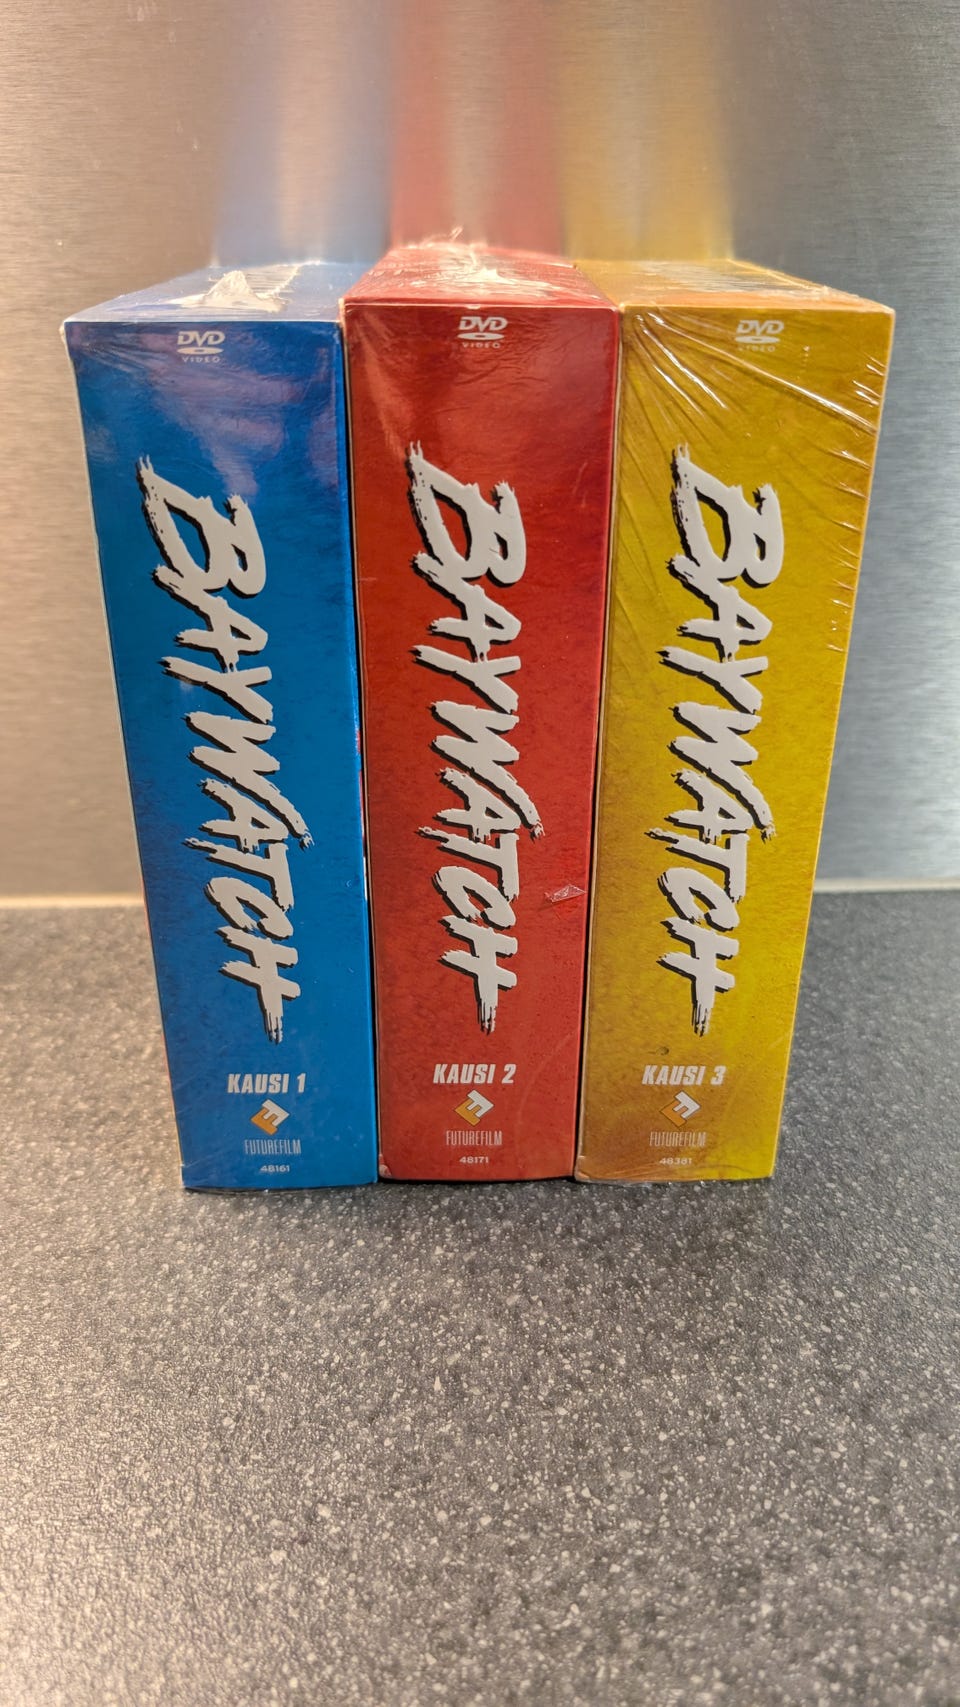 DVD
VIDEO
BAYWATCH
KAUSI 1
FUTUREFILM
48161
DVD
VIDEO
BAYWATCH
KAUSI 2
FUTUREFILM
48171
DVD
VIDEO
BAYWATCH
KAUSI 3
FUTUREFILM
48381